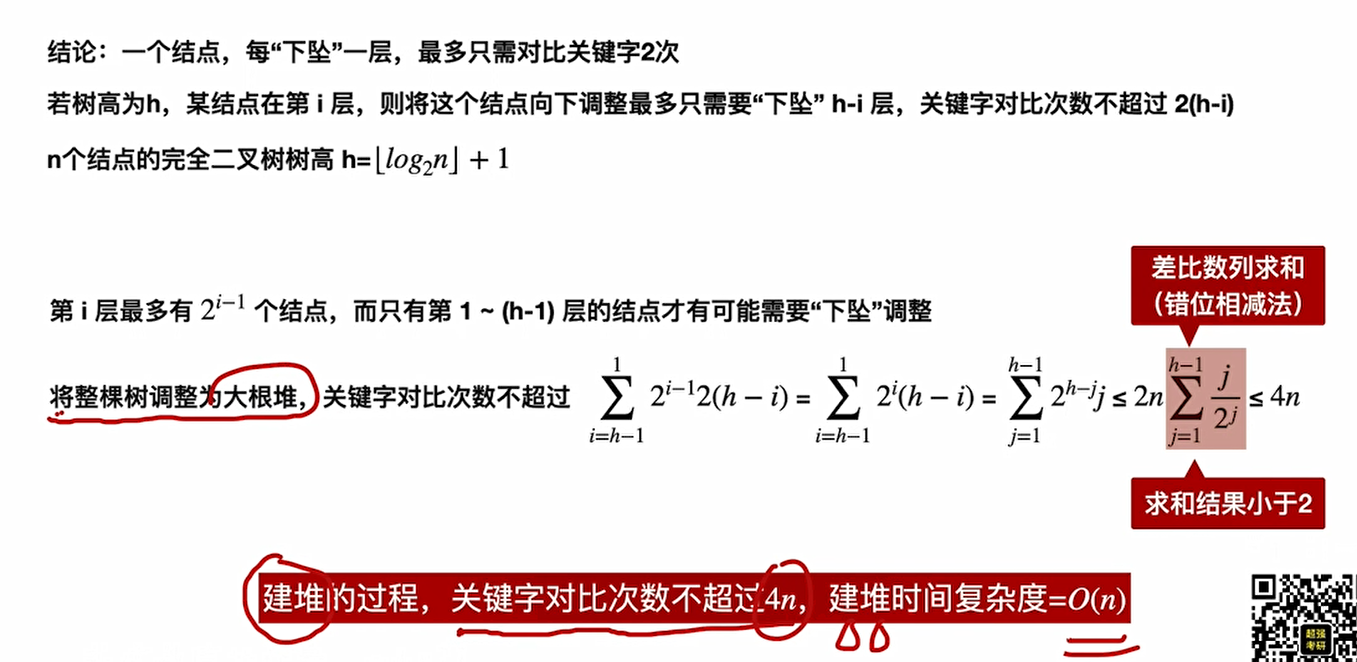 结论：一个结点，每“下坠”一层，最多只需对比关键字2次
若树高为h，某结点在第 i 层，则将这个结点向下调整最多只需要“下坠” h-i 层，关键字对比次数不超过 2(h-i)
n个结点的完全二叉树树高 h=⌊log₂n⌋ + 1
差比数列求和
（错位相减法）
第 i 层最多有 2^{i−1} 个结点，而只有第 1 ~ (h-1) 层的结点才有可能需要“下坠”调整
将整棵树调整为大根堆，关键字对比次数不超过 \sum_{i=h−1}^{1} 2^{i−1}2(h − i) = \sum_{i=h−1}^{1} 2^{i}(h − i) = \sum_{j=1}^{h−1} 2^{h−j}j ≤ 2n \sum_{j=1}^{h−1} \frac{j}{2^{j}} ≤ 4n
求和结果小于2
建堆的过程，关键字对比次数不超过4n，建堆时间复杂度=O(n)
超强
考研